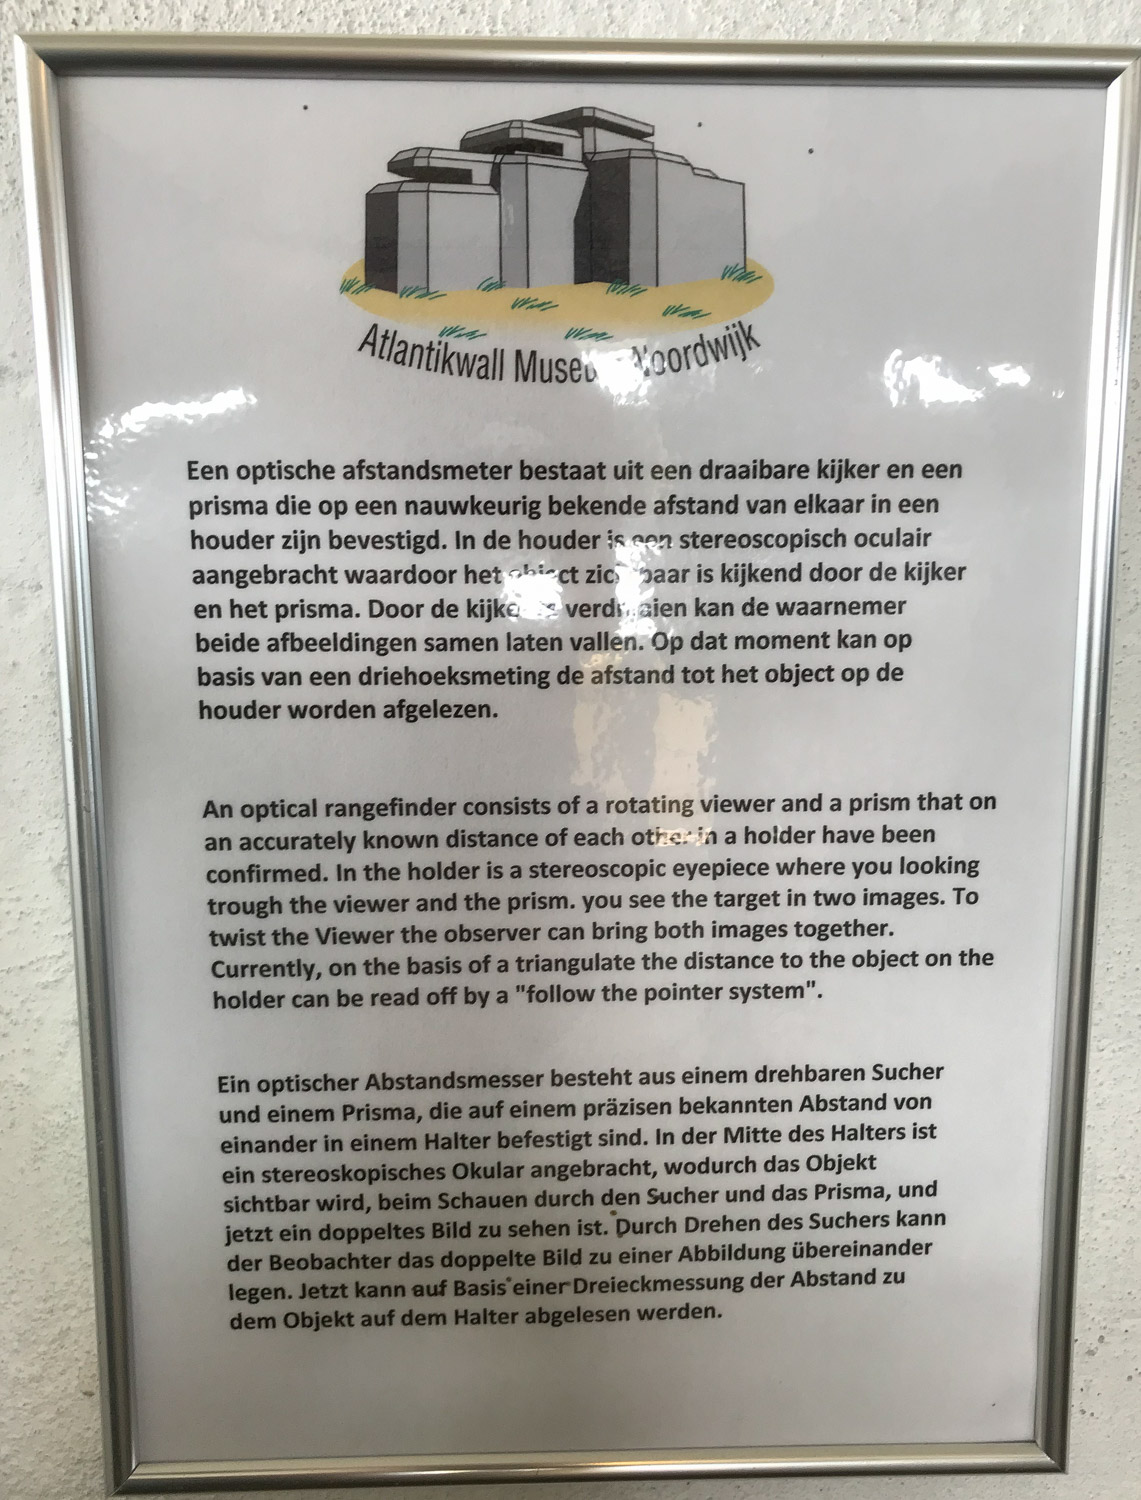 Atlantikwall Noordwijk
Een optische afstandsmeter bestaat uit een draaibare kijker en een
prisma die op een nauwkeurig bekende afstand van elkaar in een
houder zijn bevestigd. In de houder is een stereoscopisch oculair
aangebracht waardoor het object is kijkend door de kijker
en het prisma. Door de verdraaien kan de waarnemer
beide afbeeldingen samen laten vallen. Op dat moment kan op
basis van een driehoeksmeting de afstand tot het object op de
houder worden afgelezen.
An optical rangefinder consists of a rotating viewer and a prism that on
an accurately known distance of each other in a holder have been
confirmed. In the holder is a stereoscopic eyepiece where you looking
trough the viewer and the prism. you see the target in two images. To
twist the Viewer the observer can bring both images together.
Currently, on the basis of a triangulate the distance to the object on the
holder can be read off by a "follow the pointer system".
Ein optischer Abstandsmesser besteht aus einem drehbaren Sucher
und einem Prisma, die auf einem präzisen bekannten Abstand von
einander in einem Halter befestigt sind. In der Mitte des Halters ist
ein stereoskopisches Okular angebracht, wodurch das Objekt
sichtbar wird, beim Schauen durch den Sucher und das Prisma, und
jetzt ein doppeltes Bild zu sehen ist. Durch Drehen des Suchers kann
der Beobachter das doppelte Bild zu einer Abbildung übereinander
legen. Jetzt kann auf Basis einer Dreieckmessung der Abstand zu
dem Objekt auf dem Halter abgelesen werden.